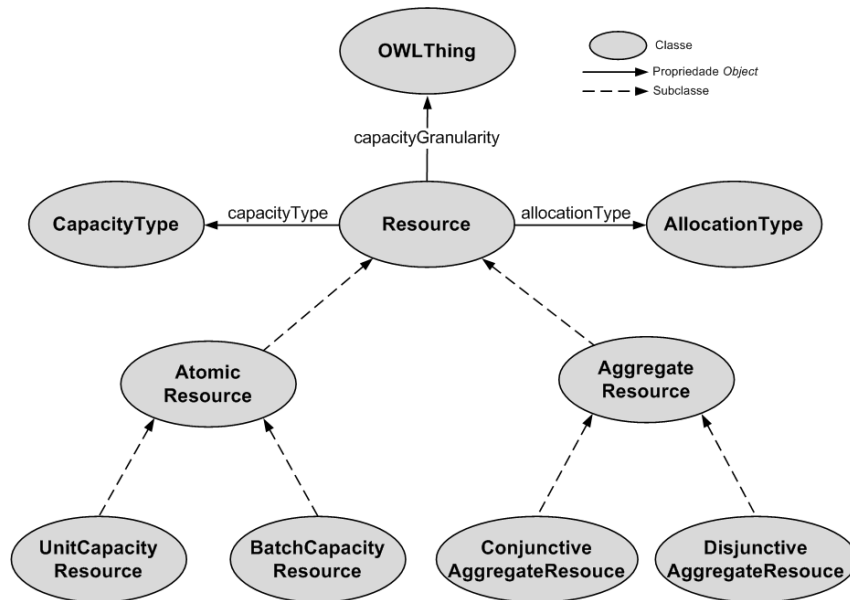 OWLThing
Classe
Propriedade Object
Subclasse
capacityGranularity
CapacityType
capacityType
Resource
allocationType
AllocationType
Atomic
Resource
Aggregate
Resource
UnitCapacity
Resource
BatchCapacity
Resource
Conjunctive
AggregateResouce
Disjunctive
AggregateResouce